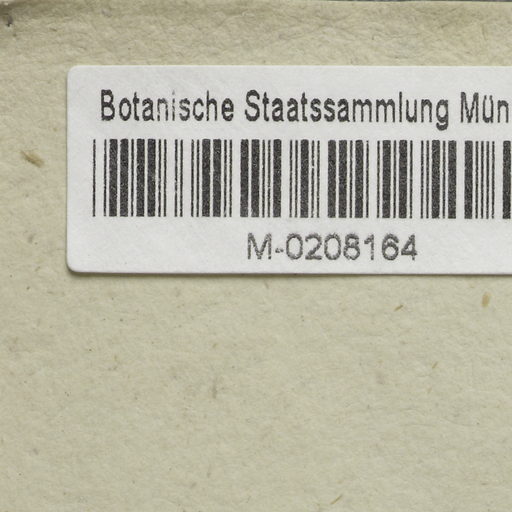 Botanische Staatssammlung Mün
M-0208164